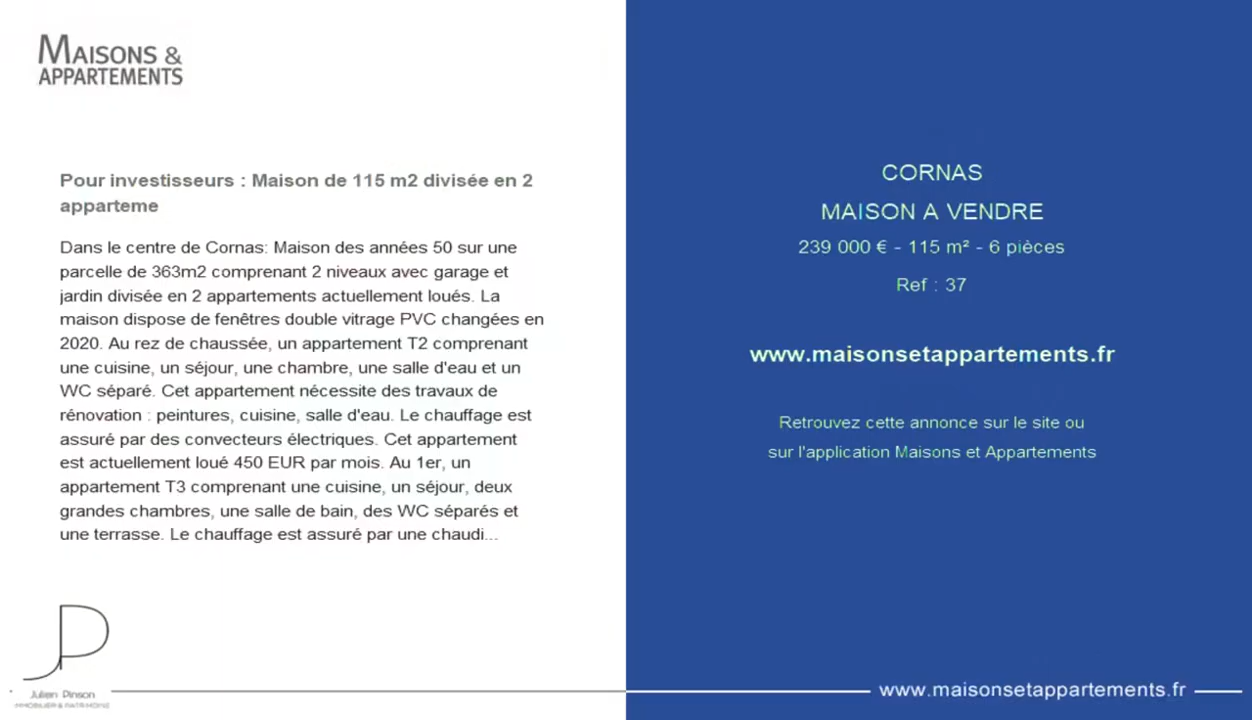 MAISONS &
APPARTEMENTS
Pour investisseurs : Maison de 115 m2 divisée en 2
apparteme
Dans le centre de Cornas: Maison des années 50 sur une
parcelle de 363m2 comprenant 2 niveaux avec garage et
jardin divisée en 2 appartements actuellement loués. La
maison dispose de fenêtres double vitrage PVC changées en
2020. Au rez de chaussée, un appartement T2 comprenant
une cuisine, un séjour, une chambre, une salle d'eau et un
WC séparé. Cet appartement nécessite des travaux de
rénovation : peintures, cuisine, salle d'eau. Le chauffage est
assuré par des convecteurs électriques. Cet appartement
est actuellement loué 450 EUR par mois. Au 1er, un
appartement T3 comprenant une cuisine, un séjour, deux
grandes chambres, une salle de bain, des WC séparés et
une terrasse. Le chauffage est assuré par une chaudi...
JP
Julien Pinson
IMMOBILIER & PATRIMOINE
CORNAS
MAISON A VENDRE
239 000 € - 115 m² - 6 pièces
Ref : 37
www.maisonsetappartements.fr
Retrouvez cette annonce sur le site ou
sur l'application Maisons et Appartements
www.maisonsetappartements.fr